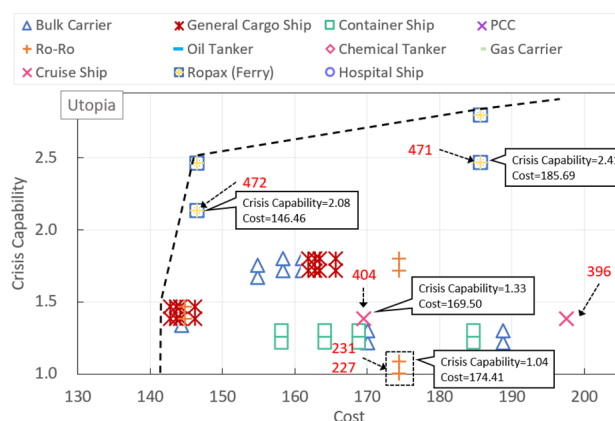 Bulk Carrier General Cargo Ship Container Ship PCC
Ro-Ro Oil Tanker Chemical Tanker Gas Carrier
Cruise Ship Ropax (Ferry) Hospital Ship
Utopia
Crisis Capability
2.5
2.0
1.5
1.0
471
Crisis Capability=2.41
Cost=185.69
472
Crisis Capability=2.08
Cost=146.46
404
Crisis Capability=1.33
Cost=169.50
396
231
227
Crisis Capability=1.04
Cost=174.41
130 140 150 160 170 180 190 200
Cost